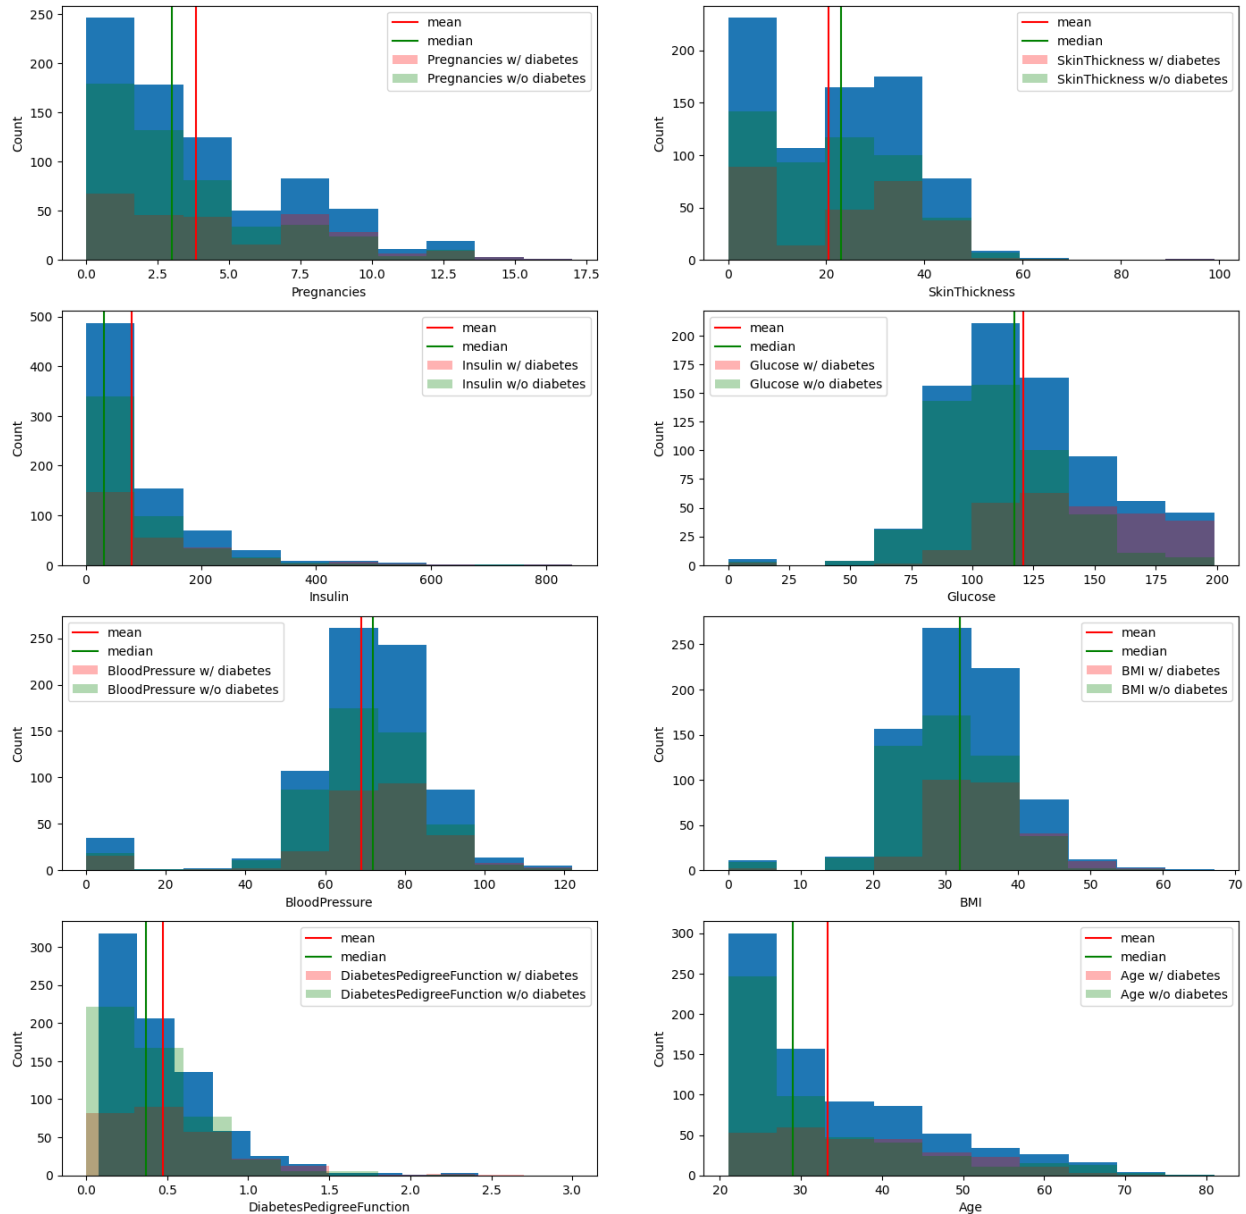 250
200
150
100
50
0
Count
0.0
2.5
5.0
7.5
10.0
12.5
15.0
17.5
Pregnancies
mean
median
Pregnancies w/ diabetes
Pregnancies w/o diabetes
200
150
100
50
0
Count
0
20
40
60
80
100
SkinThickness
mean
median
SkinThickness w/ diabetes
SkinThickness w/o diabetes
500
400
300
200
100
0
Count
0
200
400
600
800
Insulin
mean
median
Insulin w/ diabetes
Insulin w/o diabetes
200
175
150
125
100
75
50
25
0
Count
0
25
50
75
100
125
150
175
200
Glucose
mean
median
Glucose w/ diabetes
Glucose w/o diabetes
250
200
150
100
50
0
Count
0
20
40
60
80
100
120
BloodPressure
mean
median
BloodPressure w/ diabetes
BloodPressure w/o diabetes
250
200
150
100
50
0
Count
0
10
20
30
40
50
60
70
BMI
mean
median
BMI w/ diabetes
BMI w/o diabetes
300
250
200
150
100
50
0
Count
0.0
0.5
1.0
1.5
2.0
2.5
3.0
DiabetesPedigreeFunction
mean
median
DiabetesPedigreeFunction w/ diabetes
DiabetesPedigreeFunction w/o diabetes
300
250
200
150
100
50
0
Count
20
30
40
50
60
70
80
Age
mean
median
Age w/ diabetes
Age w/o diabetes